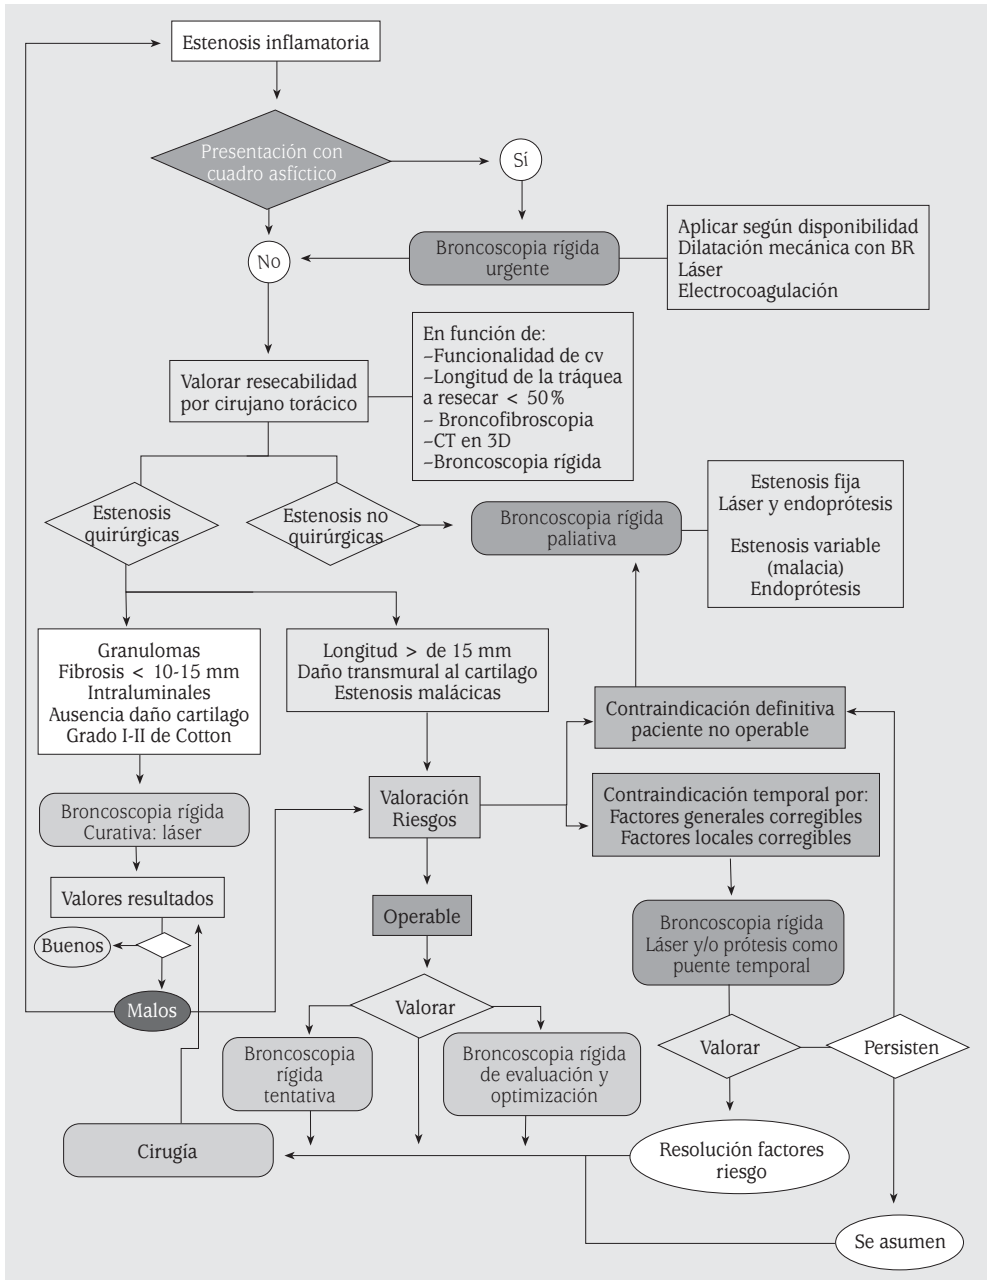 Estenosis inflamatoria
Presentación con
cuadro asfíctico
Sí
No
Broncoscopia rígida
urgente
Aplicar según disponibilidad
Dilatación mecánica con BR
Láser
Electrocoagulación
Valorar resecabilidad
por cirujano torácico
En función de:
–Funcionalidad de cv
–Longitud de la tráquea
a resecar < 50%
– Broncofibroscopia
–CT en 3D
–Broncoscopia rígida
Estenosis
quirúrgicas
Estenosis no
quirúrgicas
Broncoscopia rígida
paliativa
Estenosis fija
Láser y endoprótesis
Estenosis variable
(malacia)
Endoprótesis
Granulomas
Fibrosis < 10-15 mm
Intraluminales
Ausencia daño cartilago
Grado I-II de Cotton
Longitud > de 15 mm
Daño transmural al cartilago
Estenosis malácicas
Contraindicación definitiva
paciente no operable
Broncoscopia rígida
Curativa: láser
Valoración
Riesgos
Contraindicación temporal por:
Factores generales corregibles
Factores locales corregibles
Valores resultados
Operable
Broncoscopia rígida
Láser y/o prótesis como
puente temporal
Buenos
Malos
Valorar
Valorar
Persisten
Broncoscopia
rígida
tentativa
Broncoscopia rígida
de evaluación y
optimización
Cirugía
Resolución factores
riesgo
Se asumen